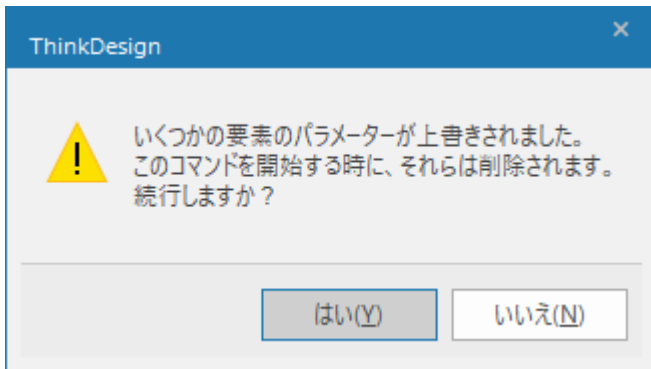 ThinkDesign
いくつかの要素のパラメーターが上書きされました。
このコマンドを開始する時に、それらは削除されます。
続行しますか？
はい(Y)
いいえ(N)